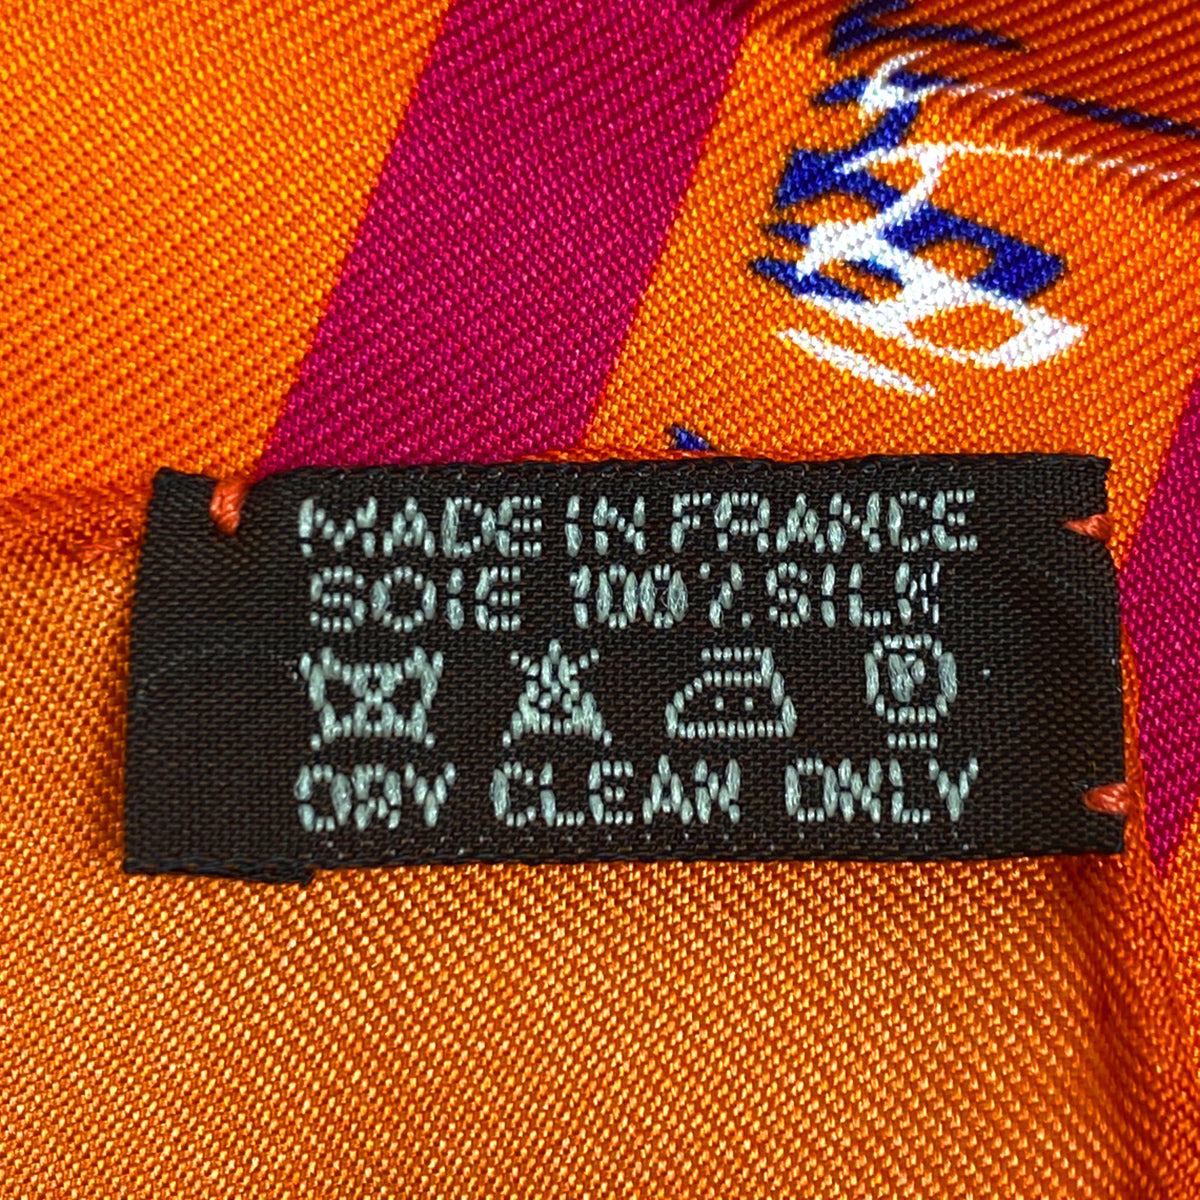 MADE IN FRANCE
SOIE 100% SILK
P
DRY CLEAN ONLY